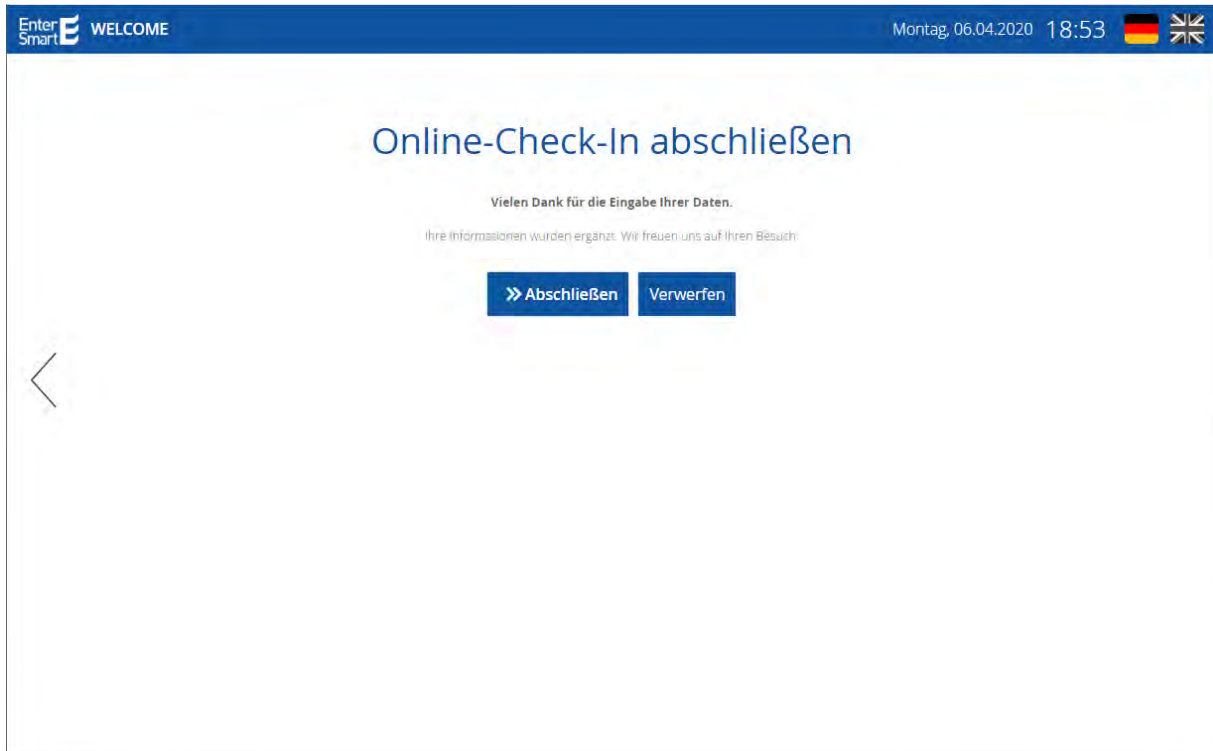 Enter
Smart
WELCOME
Montag, 06.04.2020 18:53
Online-Check-In abschließen
Vielen Dank für die Eingabe Ihrer Daten.
Ihre Informationen wurden ergänzt. Wir freuen uns auf Ihren Besuch.
Abschließen
Verwerfen